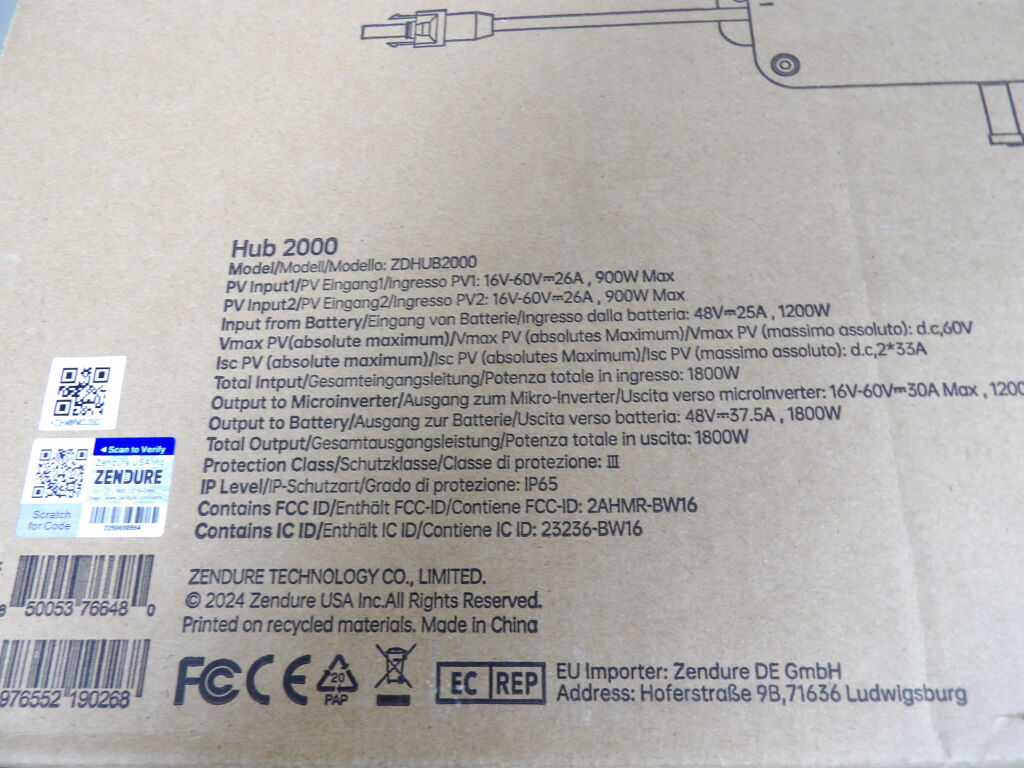 Hub 2000
Model/Modell/Modello: ZDHUB2000
PV Input1/PV Eingang1/Ingresso PV1: 16V-60V⎓26A , 900W Max
PV Input2/PV Eingang2/Ingresso PV2: 16V-60V⎓26A , 900W Max
Input from Battery/Eingang von Batterie/Ingresso dalla batteria: 48V⎓25A , 1200W
Vmax PV(absolute maximum)/Vmax PV (absolutes Maximum)/Vmax PV (massimo assoluto): d.c,60V
Isc PV (absolute maximum)/Isc PV (absolutes Maximum)/Isc PV (massimo assoluto): d.c,2*33A
Total Intput/Gesamteingangsleitung/Potenza totale in ingresso: 1800W
Output to Microinverter/Ausgang zum Mikro-Inverter/Uscita verso microinverter: 16V-60V⎓30A Max , 1200
Output to Battery/Ausgang zur Batterie/Uscita verso batteria: 48V⎓37.5A , 1800W
Total Output/Gesamtausgangsleistung/Potenza totale in uscita: 1800W
Protection Class/Schutzklasse/Classe di protezione: III
IP Level/IP-Schutzart/Grado di protezione: IP65
Contains FCC ID/Enthält FCC-ID/Contiene FCC-ID: 2AHMR-BW16
Contains IC ID/Enthält IC ID/Contiene IC ID: 23236-BW16
◄Scan to Verify
Zendure USA Inc
ZENDURE
Scratch
for Code
8 50053 76648 0
976552 190268
ZENDURE TECHNOLOGY CO., LIMITED.
© 2024 Zendure USA Inc.All Rights Reserved.
Printed on recycled materials. Made in China
FC CE
20
PAP
EC REP
EU Importer: Zendure DE GmbH
Address: Hoferstraße 9B,71636 Ludwigsburg